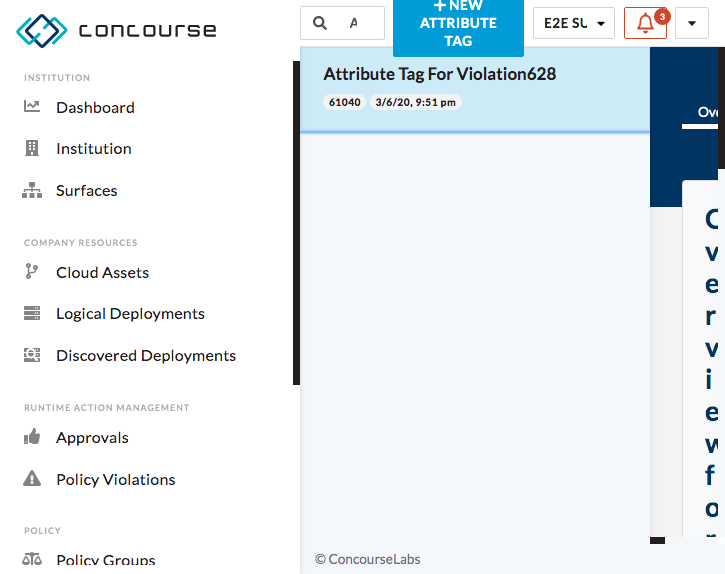 concourse
INSTITUTION
Dashboard
Institution
Surfaces
COMPANY RESOURCES
Cloud Assets
Logical Deployments
Discovered Deployments
RUNTIME ACTION MANAGEMENT
Approvals
Policy Violations
POLICY
Policy Groups
A
+ NEW
ATTRIBUTE
TAG
E2E SU
3
Attribute Tag For Violation628
61040 3/6/20, 9:51 pm
© ConcourseLabs
Ove
O
v
e
r
v
i
e
w
f
o
r